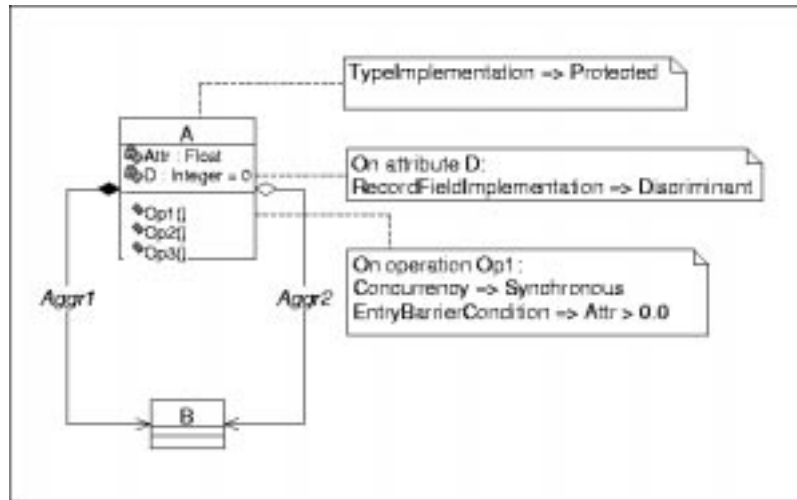 TypeImplementation => Protected
A
Attr : Float
D : Integer = 0
On attribute D:
RecordFieldImplementation => Discriminant
Op1()
Op2()
Op3()
On operation Op1:
Concurrency => Synchronous
EntryBarrierCondition => Attr > 0.0
Aggr1
Aggr2
B